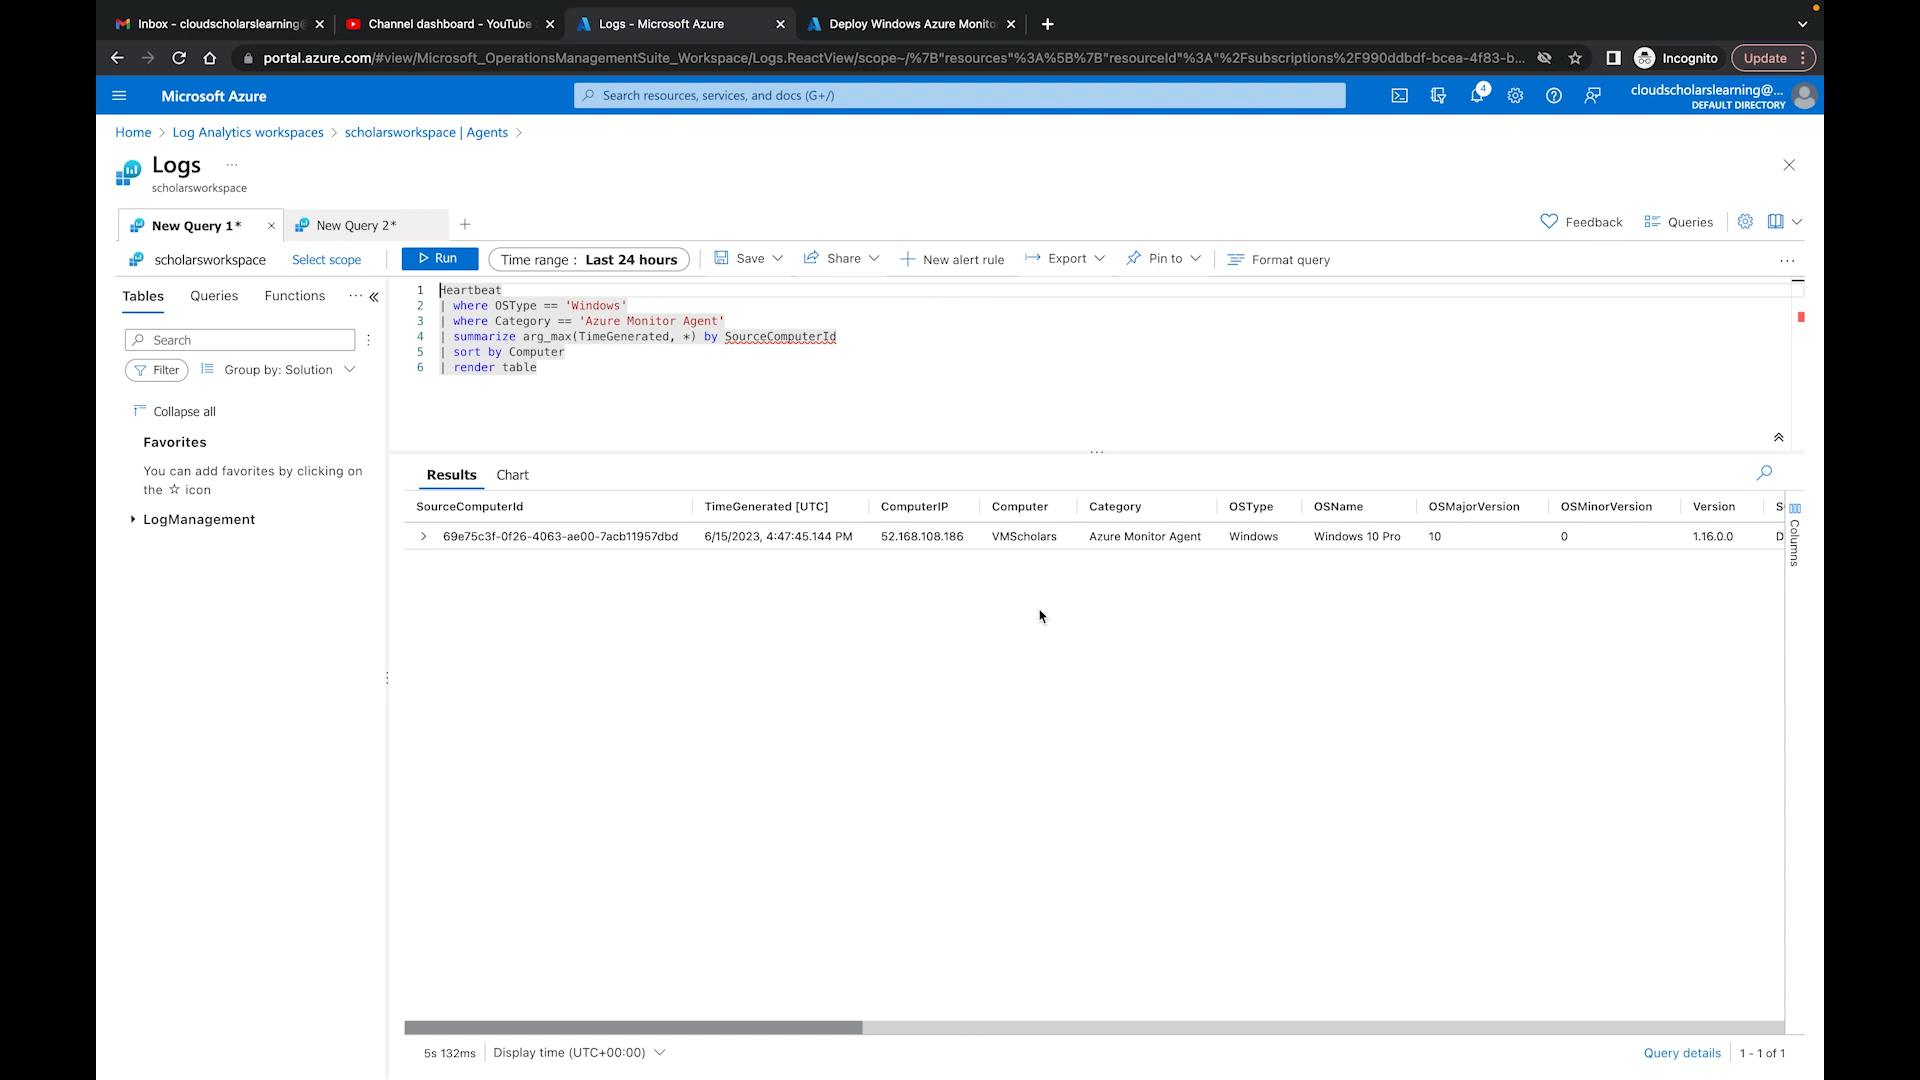 Inbox - cloudscholarslearning
Channel dashboard - YouTube
Logs - Microsoft Azure
Deploy Windows Azure Monito
portal.azure.com/#view/Microsoft_OperationsManagementSuite_Workspace/Logs.ReactView/scope~/%7B"resources"%3A%5B%7B"resourceId"%3A"%2Fsubscriptions%2F990ddbdf-bcea-4f83-b...
Incognito
Update
Microsoft Azure
Search resources, services, and docs (G+/)
4
cloudscholarslearning@...
DEFAULT DIRECTORY
Home > Log Analytics workspaces > scholarsworkspace | Agents >
Logs ...
scholarsworkspace
New Query 1*
New Query 2*
Feedback
Queries
scholarsworkspace
Select scope
Run
Time range : Last 24 hours
Save
Share
New alert rule
Export
Pin to
Format query
Tables
Queries
Functions
Search
Filter
Group by: Solution
Collapse all
Favorites
You can add favorites by clicking on
the ☆ icon
LogManagement
1 Heartbeat
2 | where OSType == 'Windows'
3 | where Category == 'Azure Monitor Agent'
4 | summarize arg_max(TimeGenerated, *) by SourceComputerId
5 | sort by Computer
6 | render table
Results
Chart
SourceComputerId TimeGenerated [UTC] ComputerIP Computer Category OSType OSName OSMajorVersion OSMinorVersion Version S
69e75c3f-0f26-4063-ae00-7acb11957dbd 6/15/2023, 4:47:45.144 PM 52.168.108.186 VMScholars Azure Monitor Agent Windows Windows 10 Pro 10 0 1.16.0.0 D
Columns
5s 132ms
Display time (UTC+00:00)
Query details
1 - 1 of 1